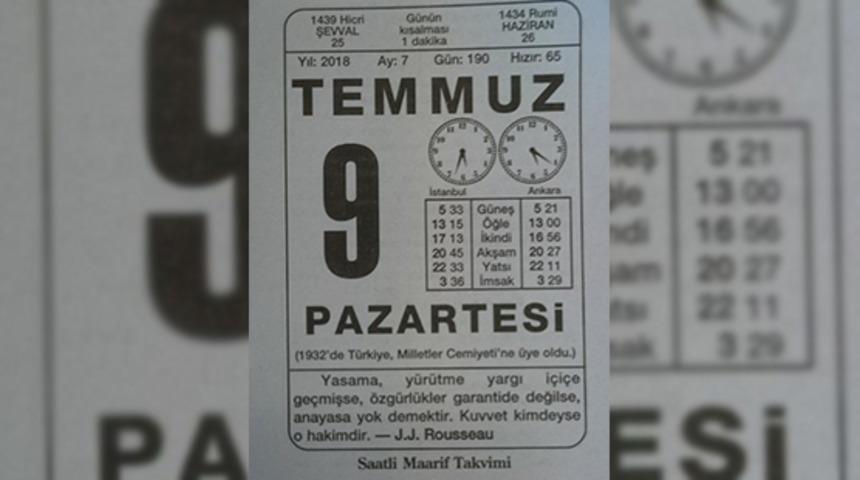 1439 Hicri Günün 1434 Rumi
ŞEVVAL kısalması HAZİRAN
25 1 dakika 26
Yıl: 2018 Ay: 7 Gün: 190 Hızır: 65
TEMMUZ
9
İstanbul Ankara
5 33 Güneş 5 21
13 15 Öğle 13 00
17 13 İkindi 16 56
20 45 Akşam 20 27
22 33 Yatsı 22 11
3 36 İmsak 3 29
PAZARTESi
(1932'de Türkiye, Milletler Cemiyeti'ne üye oldu.)
Yasama, yürütme yargı içiçe
geçmişse, özgürlükler garantide değilse,
anayasa yok demektir. Kuvvet kimdeyse
o hakimdir. — J.J. Rousseau
Saatli Maarif Takvimi